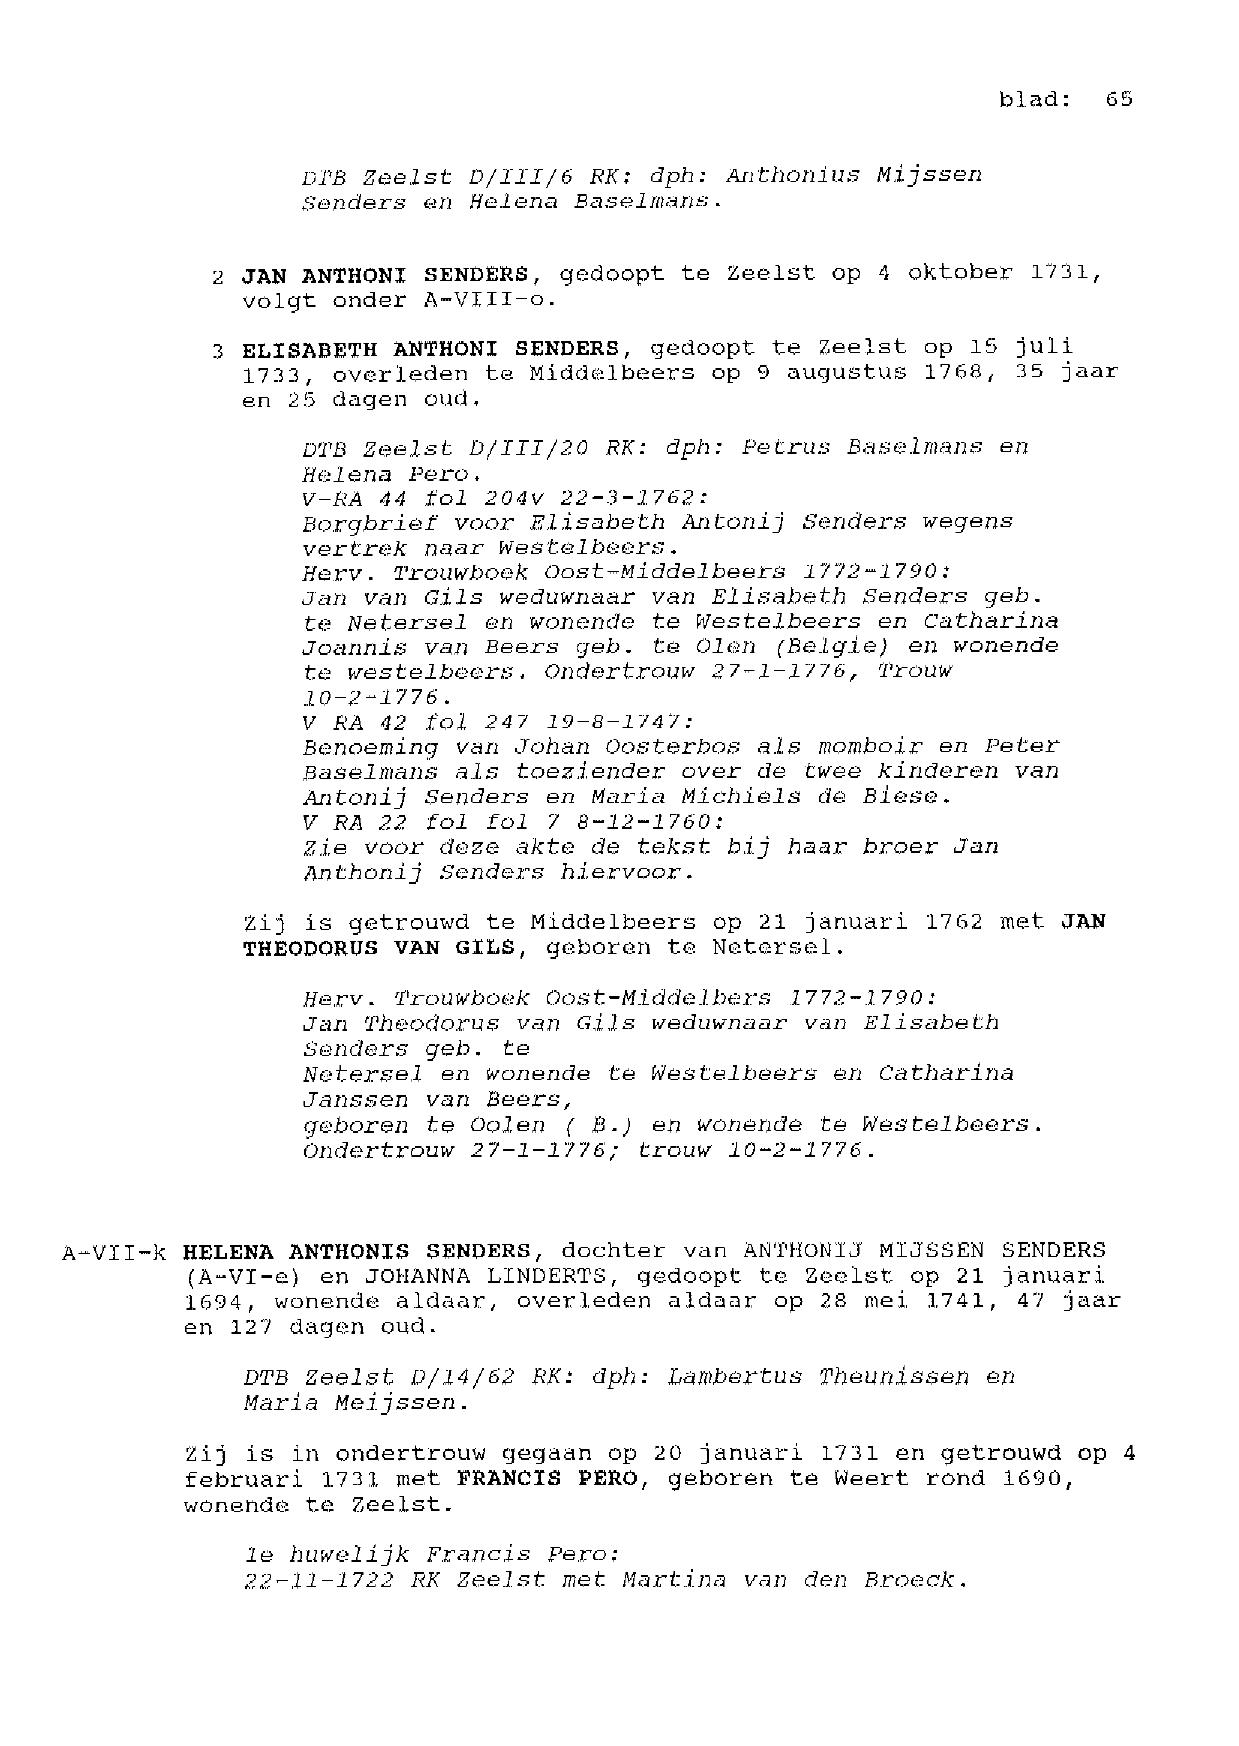 blad: 65
DTB Zeelst D/III/6 RK: dph: Anthonius Mijssen
Senders en Helena Baselmans.
2 JAN ANTHONI SENDERS, gedoopt te Zeelst op 4 oktober 1731,
volgt onder A-VIII-o.
3 ELISABETH ANTHONI SENDERS, gedoopt te Zeelst op 15 juli
1733, overleden te Middelbeers op 9 augustus 1768, 35 jaar
en 25 dagen oud.
DTB Zeelst D/III/20 RK: dph: Petrus Baselmans en
Helena Pero.
V-RA 44 fol 204v 22-3-1762:
Borgbrief voor Elisabeth Antonij Senders wegens
vertrek naar Westelbeers.
Herv. Trouwboek Oost-Middelbeers 1772-1790:
Jan van Gils weduwnaar van Elisabeth Senders geb.
te Netersel en wonende te Westelbeers en Catharina
Joannis van Beers geb. te Olen (Belgie) en wonende
te westelbeers. Ondertrouw 27-1-1776, Trouw
10-2-1776.
V RA 42 fol 247 19-8-1747:
Benoeming van Johan Oosterbos als momboir en Peter
Baselmans als toeziender over de twee kinderen van
Antonij Senders en Maria Michiels de Biese.
V RA 22 fol fol 7 8-12-1760:
Zie voor deze akte de tekst bij haar broer Jan
Anthonij Senders hiervoor.
Zij is getrouwd te Middelbeers op 21 januari 1762 met JAN
THEODORUS VAN GILS, geboren te Netersel.
Herv. Trouwboek Oost-Middelbers 1772-1790:
Jan Theodorus van Gils weduwnaar van Elisabeth
Senders geb. te
Netersel en wonende te Westelbeers en Catharina
Janssen van Beers,
geboren te Oolen ( B.) en wonende te Westelbeers.
Ondertrouw 27-1-1776; trouw 10-2-1776.
A-VII-k HELENA ANTHONIS SENDERS, dochter van ANTHONIJ MIJSSEN SENDERS
(A-VI-e) en JOHANNA LINDERTS, gedoopt te Zeelst op 21 januari
1694, wonende aldaar, overleden aldaar op 28 mei 1741, 47 jaar
en 127 dagen oud.
DTB Zeelst D/14/62 RK: dph: Lambertus Theunissen en
Maria Meijssen.
Zij is in ondertrouw gegaan op 20 januari 1731 en getrouwd op 4
februari 1731 met FRANCIS PERO, geboren te Weert rond 1690,
wonende te Zeelst.
1e huwelijk Francis Pero:
22-11-1722 RK Zeelst met Martina van den Broeck.